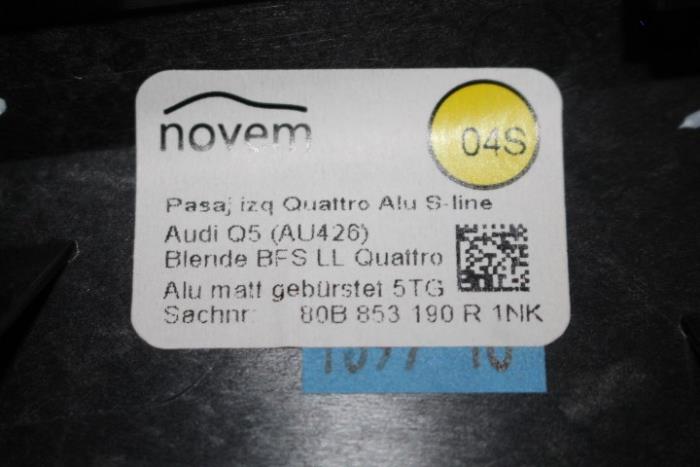 novem
04S
Pasaj izq Quattro Alu S-line
Audi Q5 (AU426)
Blende BFS LL Quattro
Alu matt gebürstet 5TG
Sachnr: 80B 853 190 R 1NK